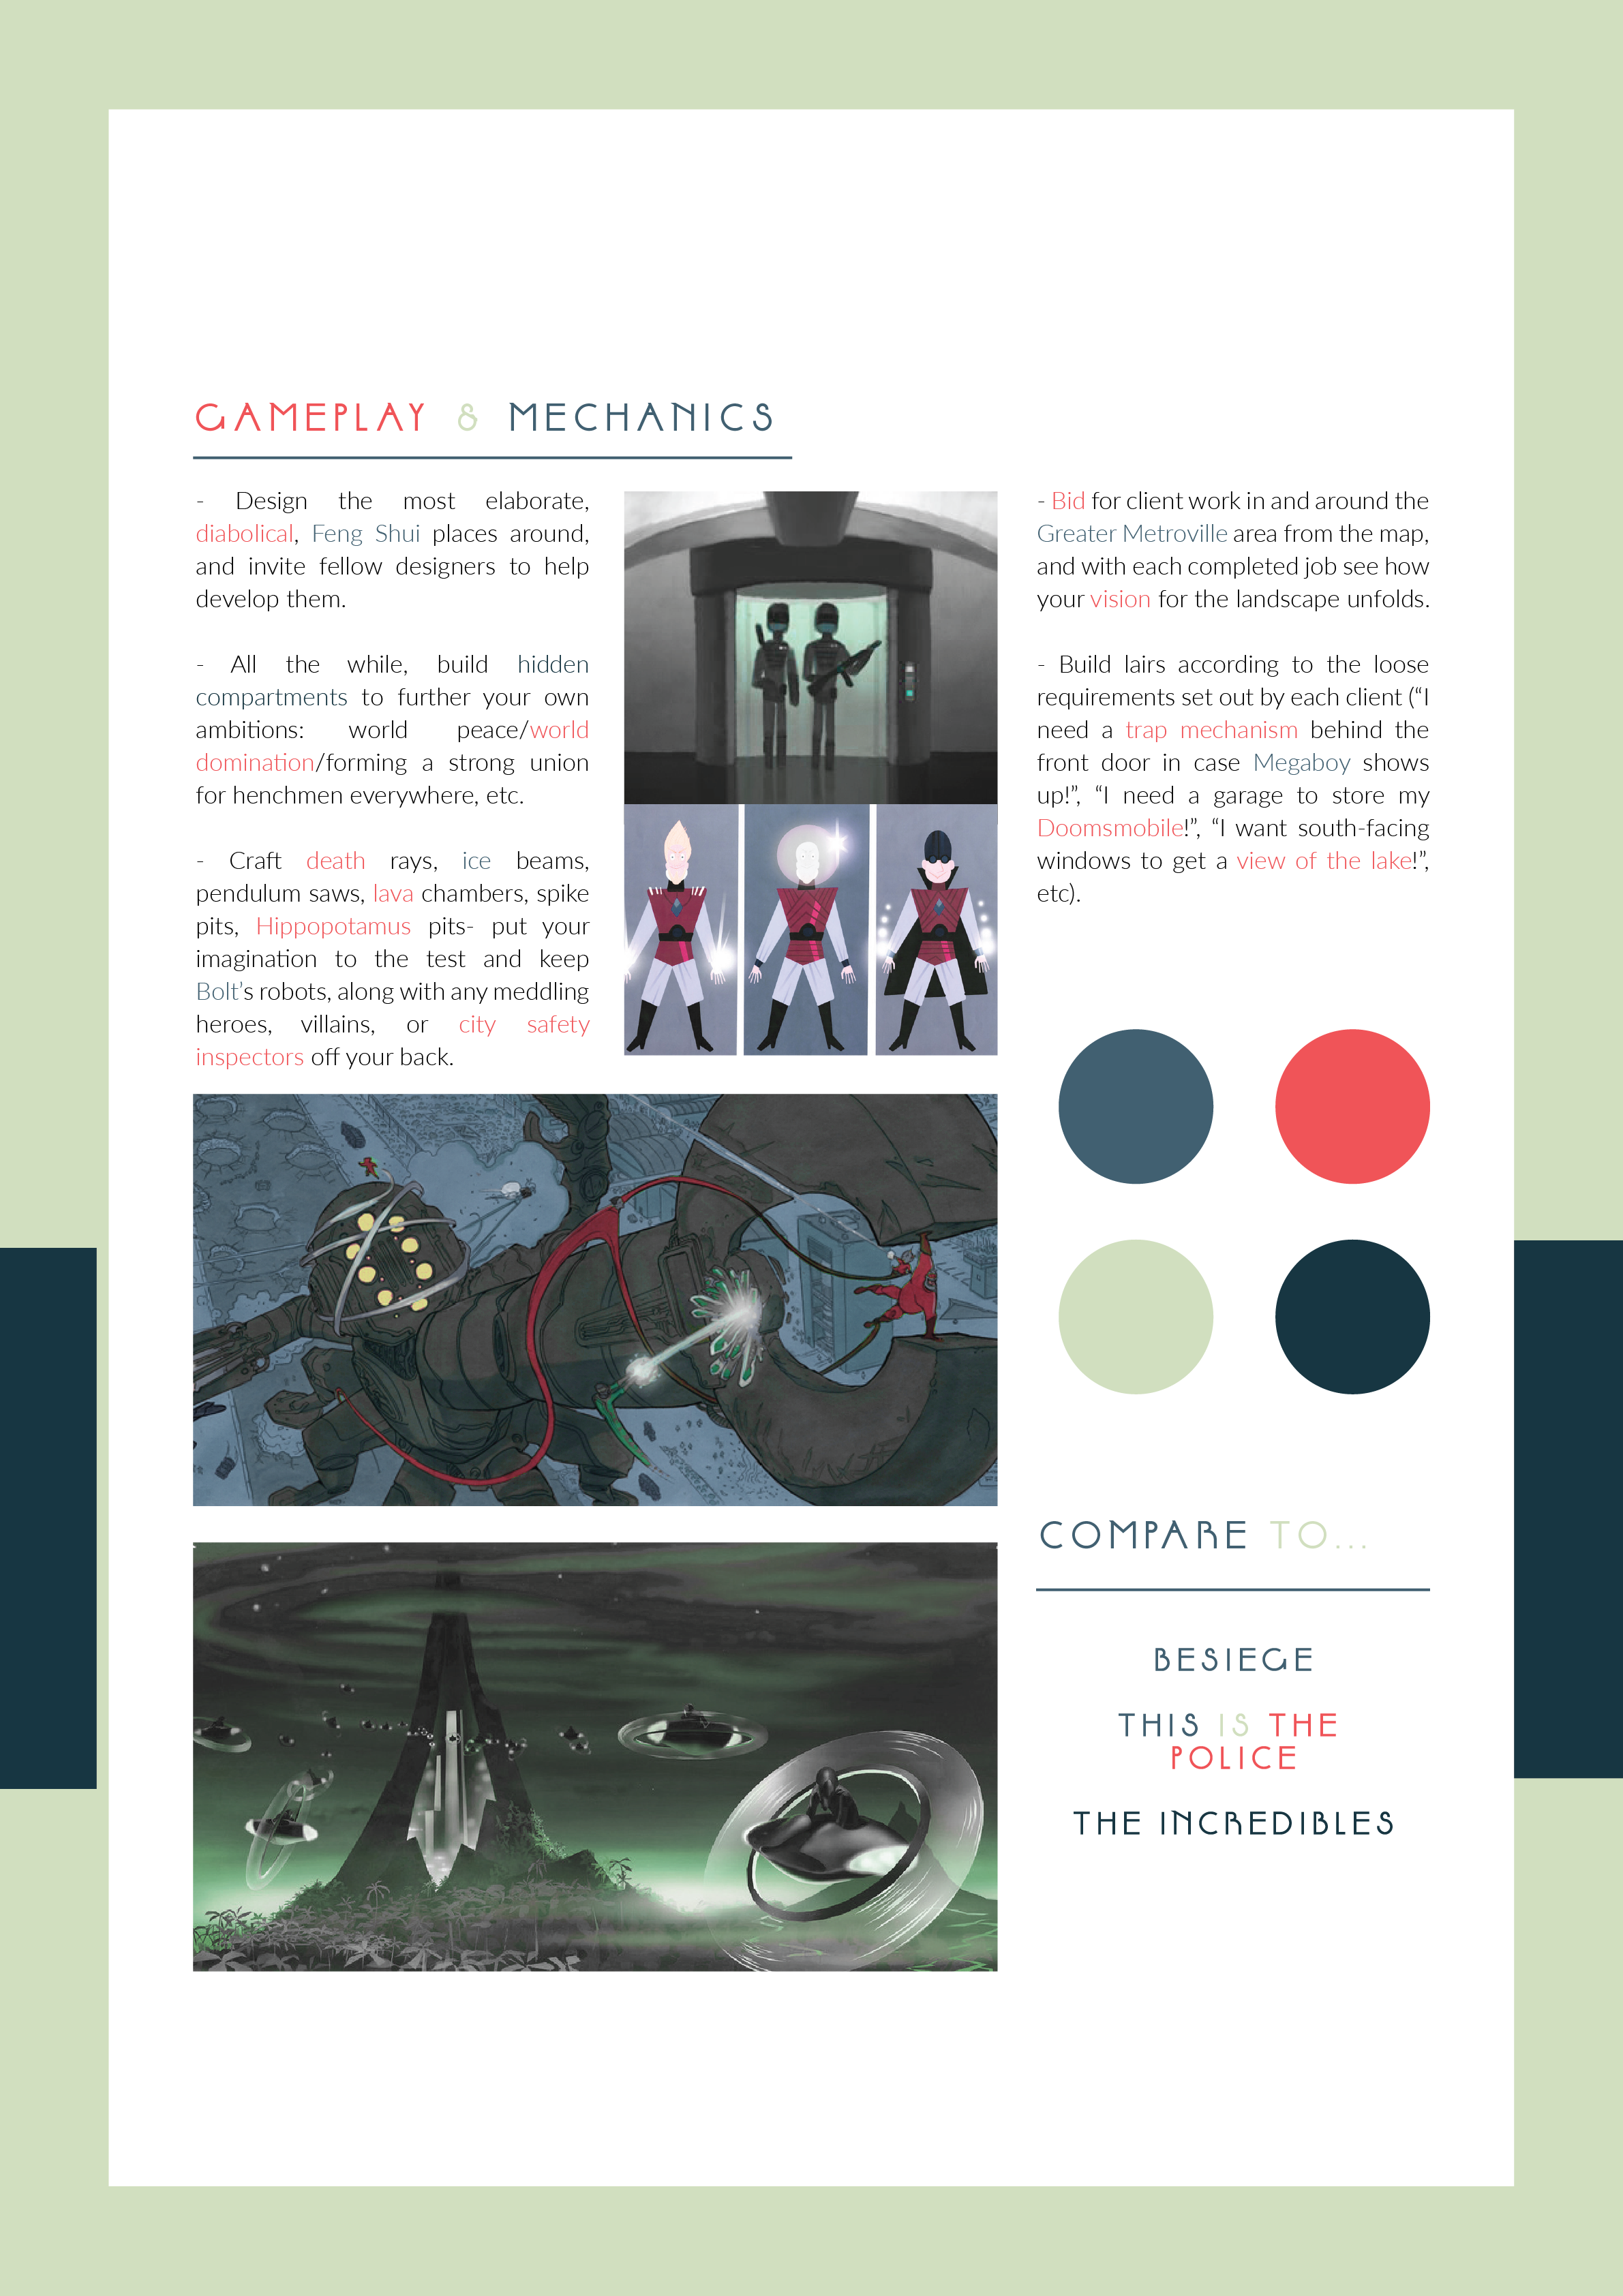 GAMEPLAY & MECHANICS
- Design the most elaborate,
diabolical, Feng Shui places around,
and invite fellow designers to help
develop them.
- All the while, build hidden
compartments to further your own
ambitions: world peace/world
domination/forming a strong union
for henchmen everywhere, etc.
- Craft death rays, ice beams,
pendulum saws, lava chambers, spike
pits, Hippopotamus pits- put your
imagination to the test and keep
Bolt’s robots, along with any meddling
heroes, villains, or city safety
inspectors off your back.
- Bid for client work in and around the
Greater Metroville area from the map,
and with each completed job see how
your vision for the landscape unfolds.
- Build lairs according to the loose
requirements set out by each client (“I
need a trap mechanism behind the
front door in case Megaboy shows
up!”, “I need a garage to store my
Doomsmobile!”, “I want south-facing
windows to get a view of the lake!”,
etc).
COMPARE TO...
BESIEGE
THIS IS THE
POLICE
THE INCREDIBLES